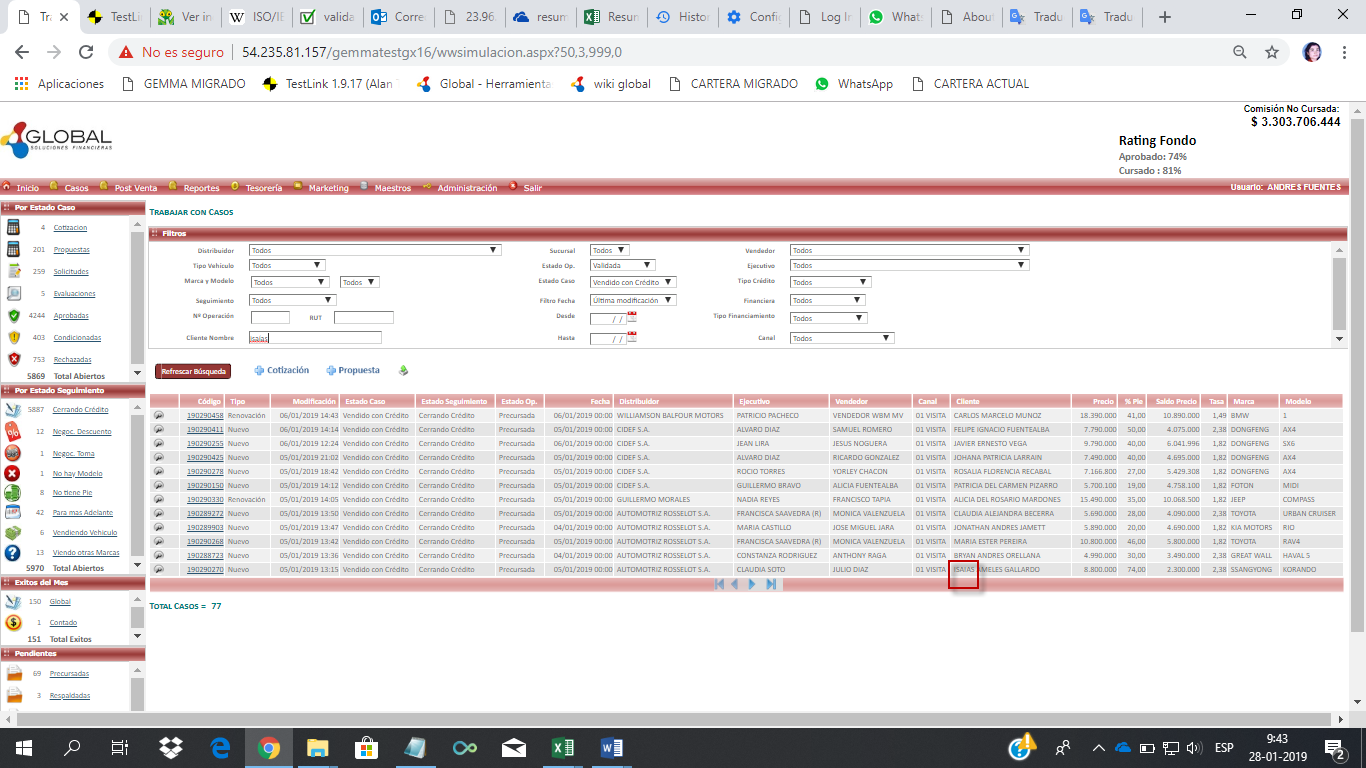 Tra
TestLin
Ver in
ISO/IE
valida
Corre
23.96
resum
Resun
Histor
Config
Log In
Whats
About
Tradu
Tradu
No es seguro | 54.235.81.157/gemmatestgx16/wwsimulacion.aspx?50,3,999,0
Aplicaciones
GEMMA MIGRADO
TestLink 1.9.17 (Alan
Global - Herramienta
wiki global
CARTERA MIGRADO
WhatsApp
CARTERA ACTUAL
Comisión No Cursada:
$ 3.303.706.444
GLOBAL
SOLUCIONES FINANCIERAS
Rating Fondo
Aprobado: 74%
Cursado : 81%
Inicio Casos Post Venta Reportes Tesorería Marketing Maestros Administración Salir
Usuario: ANDRES FUENTES
Por Estado Caso
4 Cotizacion
201 Propuestas
259 Solicitudes
5 Evaluaciones
4244 Aprobadas
403 Condicionadas
753 Rechazadas
5869 Total Abiertos
Por Estado Seguimiento
5887 Cerrando Crédito
12 Negoc. Descuento
1 Negoc. Toma
1 No hay Modelo
8 No tiene Pie
42 Para mas Adelante
6 Vendiendo Vehiculo
13 Viendo otras Marcas
5970 Total Abiertos
Exitos del Mes
150 Global
1 Contado
151 Total Exitos
Pendientes
69 Precursadas
3 Respaldadas
TRABAJAR CON CASOS
Filtros
Distribuidor Todos Sucursal Todos Vendedor Todos
Tipo Vehículo Todos Estado Op. Validada Ejecutivo Todos
Marca y Modelo Todos Todos Estado Caso Vendido con Crédito Tipo Crédito Todos
Seguimiento Todos Filtro Fecha Última modificación Financiera Todos
Nº Operación RUT Desde / / Tipo Financiamiento Todos
Cliente Nombre isaias Hasta / / Canal Todos
Refrescar Búsqueda Cotización Propuesta
Código Tipo Modificación Estado Caso Estado Seguimiento Estado Op. Fecha Distribuidor Ejecutivo Vendedor Canal Cliente Precio % Pie Saldo Precio Tasa Marca Modelo
190290458 Renovación 06/01/2019 14:43 Vendido con Crédito Cerrando Crédito Precursada 06/01/2019 00:00 WILLIAMSON BALFOUR MOTORS PATRICIO PACHECO VENDEDOR WBM MV 01 VISITA CARLOS MARCELO MUNOZ 18.390.000 41,00 10.890.000 1,49 BMW 1
190290411 Nuevo 06/01/2019 14:14 Vendido con Crédito Cerrando Crédito Precursada 05/01/2019 00:00 CIDEF S.A. ALVARO DIAZ SAMUEL ROMERO 01 VISITA FELIPE IGNACIO FUENTEALBA 7.790.000 50,00 4.075.000 2,38 DONGFENG AX4
190290255 Nuevo 06/01/2019 12:24 Vendido con Crédito Cerrando Crédito Precursada 06/01/2019 00:00 CIDEF S.A. JEAN LIRA JESUS NOGUERA 01 VISITA JAVIER ERNESTO VEGA 9.790.000 40,00 6.041.996 1,82 DONGFENG SX6
190290425 Nuevo 05/01/2019 21:02 Vendido con Crédito Cerrando Crédito Precursada 05/01/2019 00:00 CIDEF S.A. ALVARO DIAZ RICARDO GONZALEZ 01 VISITA JOHANA PATRICIA LARRAIN 7.490.000 40,00 4.695.000 1,82 DONGFENG AX4
190290278 Nuevo 05/01/2019 18:42 Vendido con Crédito Cerrando Crédito Precursada 05/01/2019 00:00 CIDEF S.A. ROCIO TORRES YORLEY CHACON 01 VISITA ROSALIA FLORENCIA RECABAL 7.166.800 27,00 5.429.308 1,82 DONGFENG AX4
190290150 Nuevo 05/01/2019 14:12 Vendido con Crédito Cerrando Crédito Precursada 05/01/2019 00:00 CIDEF S.A. GUILLERMO BRAVO ALICIA FUENTEALBA 01 VISITA PATRICIA DEL CARMEN PIZARRO 5.700.100 19,00 4.758.100 1,82 FOTON MIDI
190290330 Renovación 05/01/2019 14:05 Vendido con Crédito Cerrando Crédito Precursada 05/01/2019 00:00 GUILLERMO MORALES NADIA REYES FRANCISCO TAPIA 01 VISITA ALICIA DEL ROSARIO MARDONES 15.490.000 35,00 10.068.500 1,82 JEEP COMPASS
190289272 Nuevo 05/01/2019 13:50 Vendido con Crédito Cerrando Crédito Precursada 05/01/2019 00:00 AUTOMOTRIZ ROSSELOT S.A. FRANCISCA SAAVEDRA (R) MONICA VALENZUELA 01 VISITA CLAUDIA ALEJANDRA BECERRA 5.690.000 28,00 4.090.000 2,38 TOYOTA URBAN CRUISER
190289903 Nuevo 05/01/2019 13:47 Vendido con Crédito Cerrando Crédito Precursada 04/01/2019 00:00 AUTOMOTRIZ ROSSELOT S.A. MARIA CASTILLO JOSE MIGUEL JARA 01 VISITA JONATHAN ANDRES JAMETT 5.890.000 20,00 4.690.000 1,82 KIA MOTORS RIO
190290268 Nuevo 05/01/2019 13:42 Vendido con Crédito Cerrando Crédito Precursada 05/01/2019 00:00 AUTOMOTRIZ ROSSELOT S.A. FRANCISCA SAAVEDRA (R) MONICA VALENZUELA 01 VISITA MARIA ESTER PEREIRA 10.800.000 46,00 5.800.000 1,82 TOYOTA RAV4
190288723 Nuevo 05/01/2019 13:36 Vendido con Crédito Cerrando Crédito Precursada 04/01/2019 00:00 AUTOMOTRIZ ROSSELOT S.A. CONSTANZA RODRIGUEZ ANTHONY RAGA 01 VISITA BRYAN ANDRES ORELLANA 4.990.000 30,00 3.490.000 2,38 GREAT WALL HAVAL 5
190290270 Nuevo 05/01/2019 13:15 Vendido con Crédito Cerrando Crédito Precursada 05/01/2019 00:00 AUTOMOTRIZ ROSSELOT S.A. CLAUDIA SOTO JULIO DIAZ 01 VISITA ISAIAS AMELES GALLARDO 8.800.000 74,00 2.300.000 2,38 SSANGYONG KORANDO
TOTAL CASOS = 77
ESP
9:43
28-01-2019
2